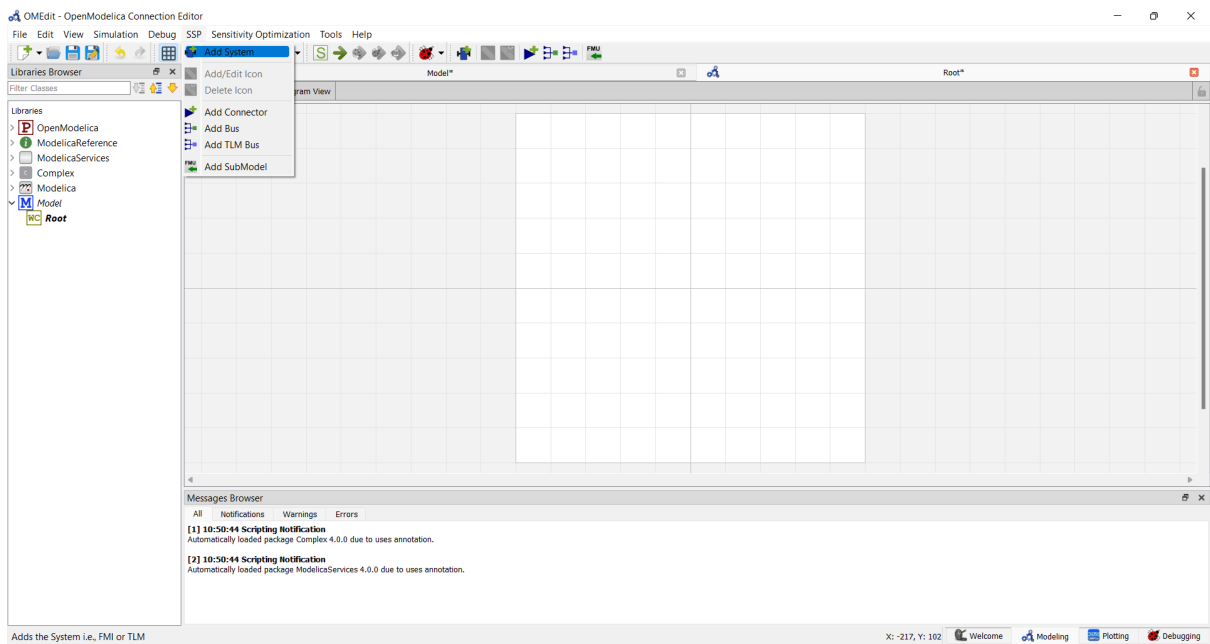 OMEdit - OpenModelica Connection Editor
File Edit View Simulation Debug SSP Sensitivity Optimization Tools Help
S
FMU
Libraries Browser
Model*
Root*
Filter Classes
gram View
Add System
Add/Edit Icon
Delete Icon
Add Connector
Add Bus
Add TLM Bus
FMU Add SubModel
Libraries
P OpenModelica
i ModelicaReference
ModelicaServices
C Complex
Modelica
M Model
WC Root
Messages Browser
All Notifications Warnings Errors
[1] 10:50:44 Scripting Notification
Automatically loaded package Complex 4.0.0 due to uses annotation.
[2] 10:50:44 Scripting Notification
Automatically loaded package ModelicaServices 4.0.0 due to uses annotation.
Adds the System i.e., FMI or TLM
X: -217, Y: 102 Welcome Modeling Plotting Debugging